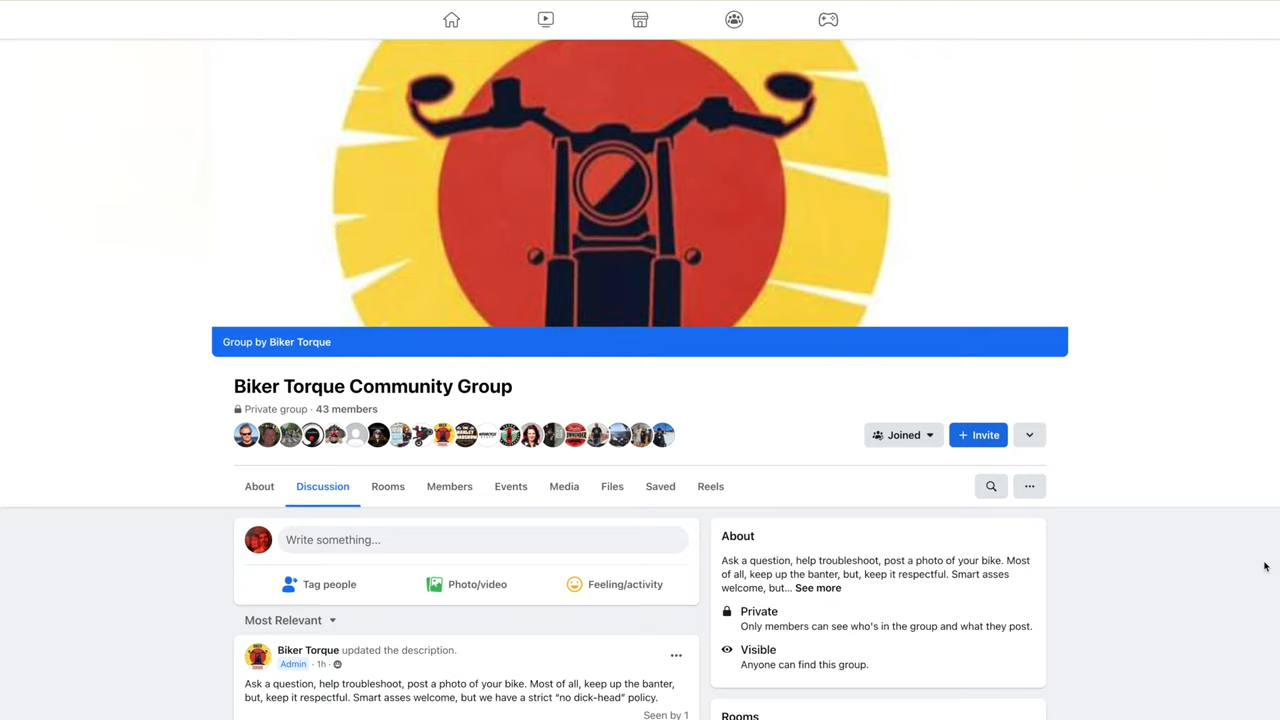 Group by Biker Torque
Biker Torque Community Group
Private group · 43 members
Joined
+ Invite
About
Discussion
Rooms
Members
Events
Media
Files
Saved
Reels
Write something...
Tag people
Photo/video
Feeling/activity
Most Relevant
Biker Torque updated the description.
Admin · 1h ·
Ask a question, help troubleshoot, post a photo of your bike. Most of all, keep up the banter,
but, keep it respectful. Smart asses welcome, but we have a strict “no dick-head” policy.
Seen by 1
About
Ask a question, help troubleshoot, post a photo of your bike. Most
of all, keep up the banter, but, keep it respectful. Smart asses
welcome, but... See more
Private
Only members can see who's in the group and what they post.
Visible
Anyone can find this group.
Rooms